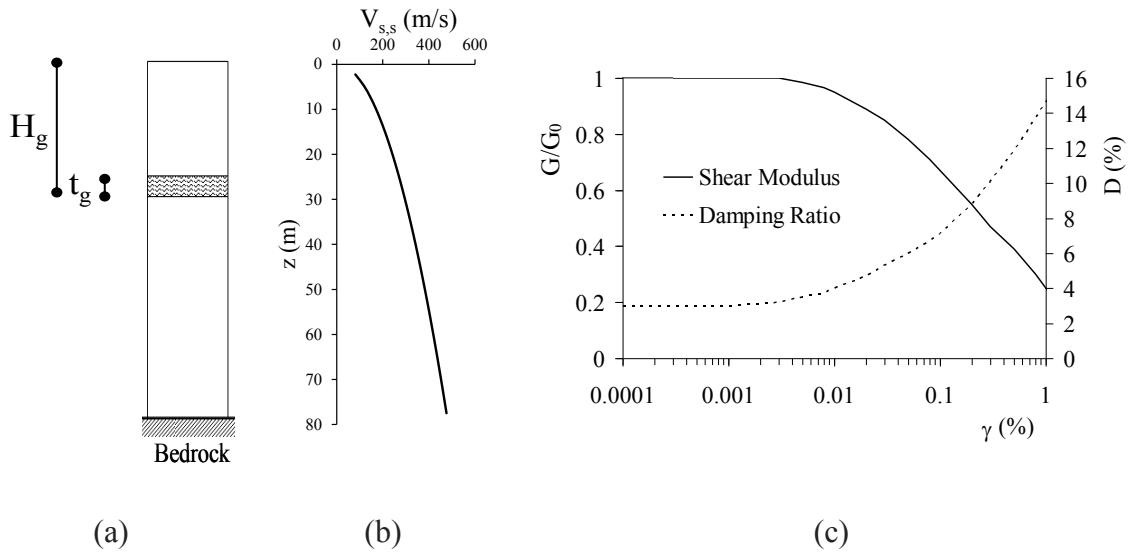 H_g
t_g
Bedrock
(a)
V_{s,s} (m/s)
0 200 400 600
z (m)
0
10
20
30
40
50
60
70
80
(b)
G/G_0
1
0.8
0.6
0.4
0.2
0
Shear Modulus
Damping Ratio
D (%)
16
14
12
10
8
6
4
2
0
0.0001 0.001 0.01 0.1 1
γ (%)
(c)